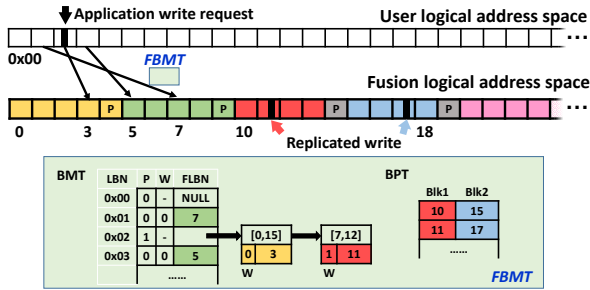 Application write request
User logical address space
...
0x00
FBMT
Fusion logical address space
P P P P
...
0 3 5 7 10 18
Replicated write
BMT
BPT
LBN P W FLBN
0x00 0 - NULL
0x01 0 0 7
0x02 1 -
0x03 0 0 5
......
[0,15]
0 3
W
[7,12]
1 11
W
Blk1 Blk2
10 15
11 17
......
FBMT